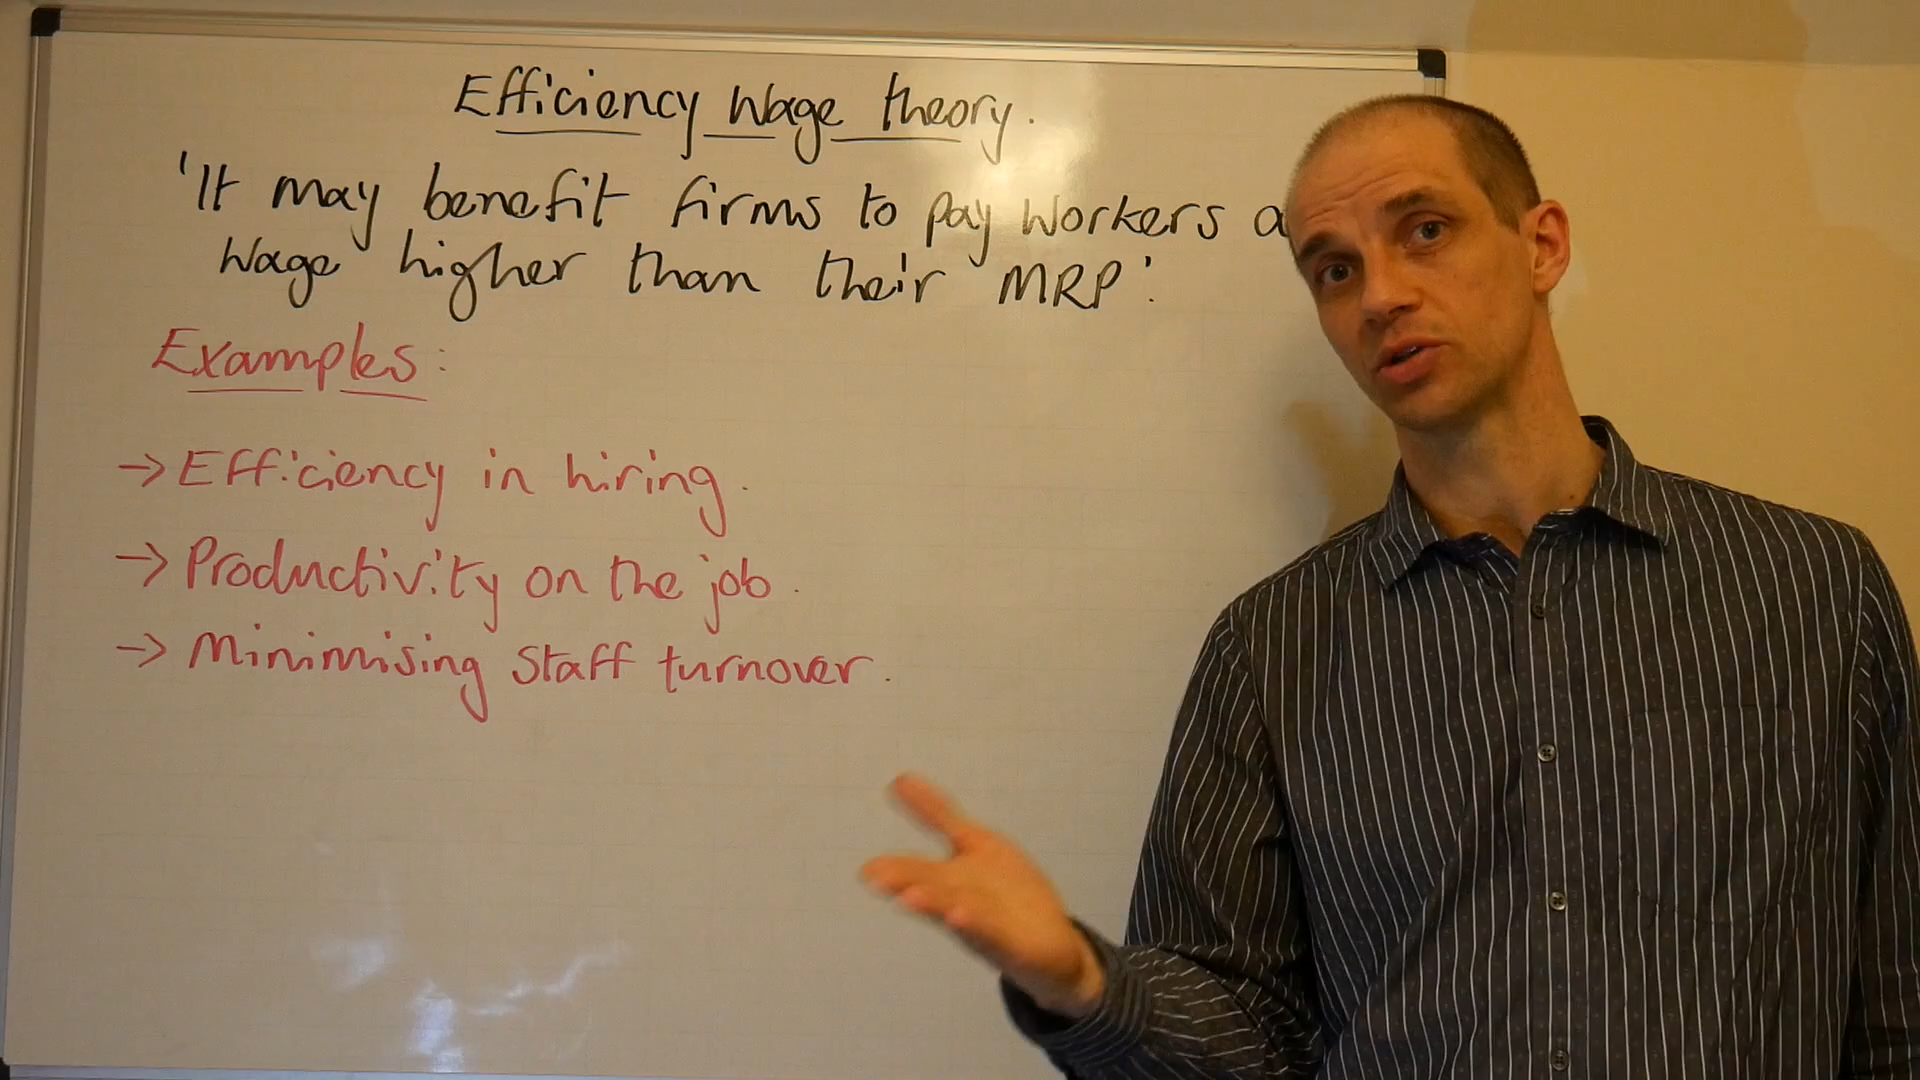 Efficiency Wage theory.
'It may benefit firms to pay workers a
wage higher than their MRP'.
Examples:
→ Efficiency in hiring.
→ Productivity on the job.
→ Minimising staff turnover.